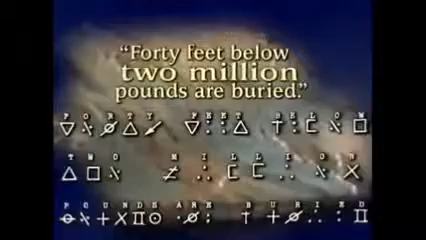 “Forty feet below
two million
pounds are buried.”
F O R T Y F E E T B E L O W
T W O M I L L I O N
P O U N D S A R E B U R I E D